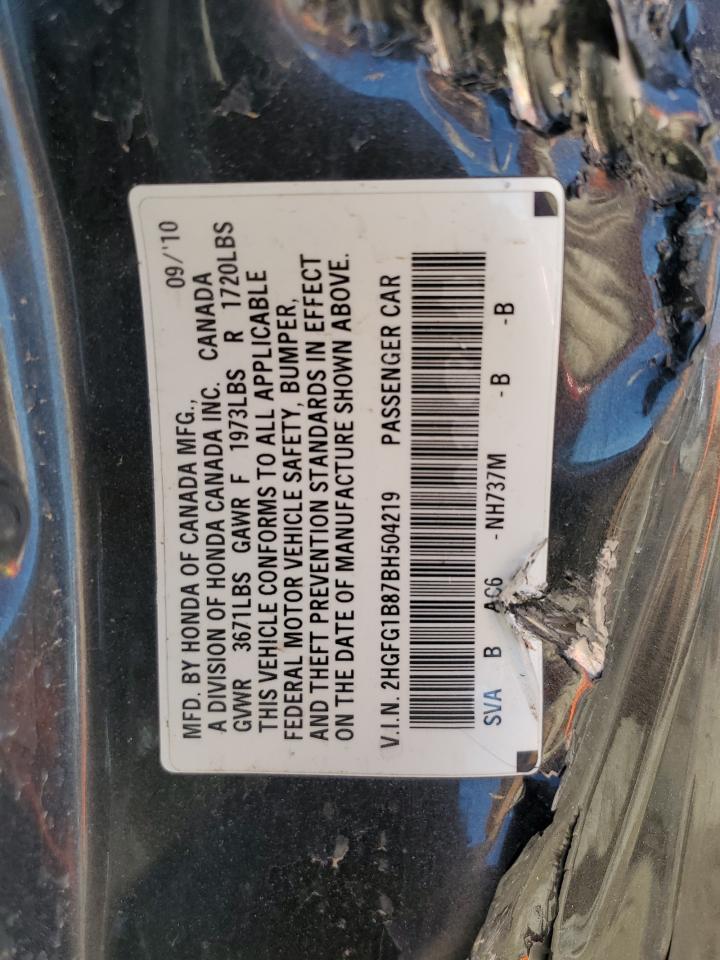 MFD. BY HONDA OF CANADA MFG., 09/'10
A DIVISION OF HONDA CANADA INC. CANADA
GVWR 3671LBS GAWR F 1973LBS R 1720LBS
THIS VEHICLE CONFORMS TO ALL APPLICABLE
FEDERAL MOTOR VEHICLE SAFETY, BUMPER,
AND THEFT PREVENTION STANDARDS IN EFFECT
ON THE DATE OF MANUFACTURE SHOWN ABOVE.
V.I.N. 2HGFG1B87BH504219 PASSENGER CAR
SVA B AC6 -NH737M -B -B